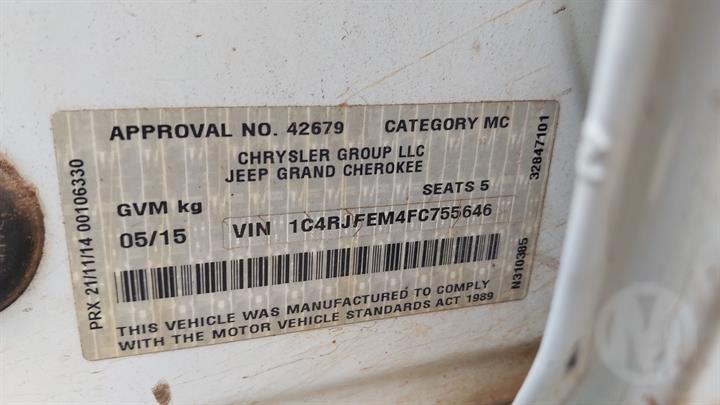 APPROVAL NO. 42679 CATEGORY MC
CHRYSLER GROUP LLC
JEEP GRAND CHEROKEE
SEATS 5
GVM kg
05/15 VIN 1C4RJFEM4FC755646
THIS VEHICLE WAS MANUFACTURED TO COMPLY
WITH THE MOTOR VEHICLE STANDARDS ACT 1989
PRX 21/11/14 00106330
32847101
N310385